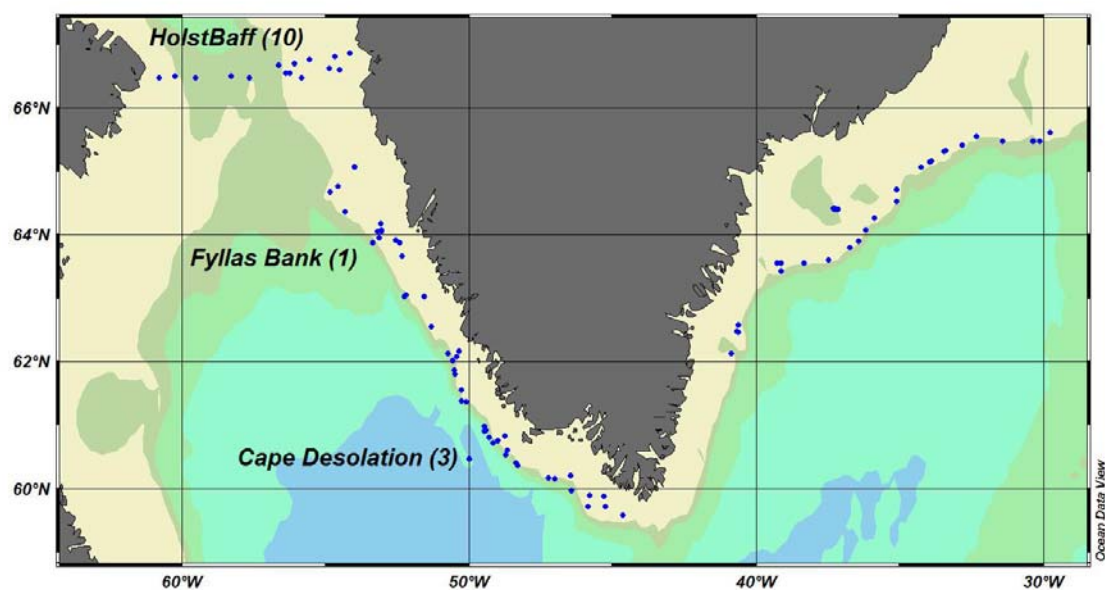 HolstBaff (10)
66°N
64°N
Fyllas Bank (1)
62°N
Cape Desolation (3)
60°N
Ocean Data View
60°W
50°W
40°W
30°W